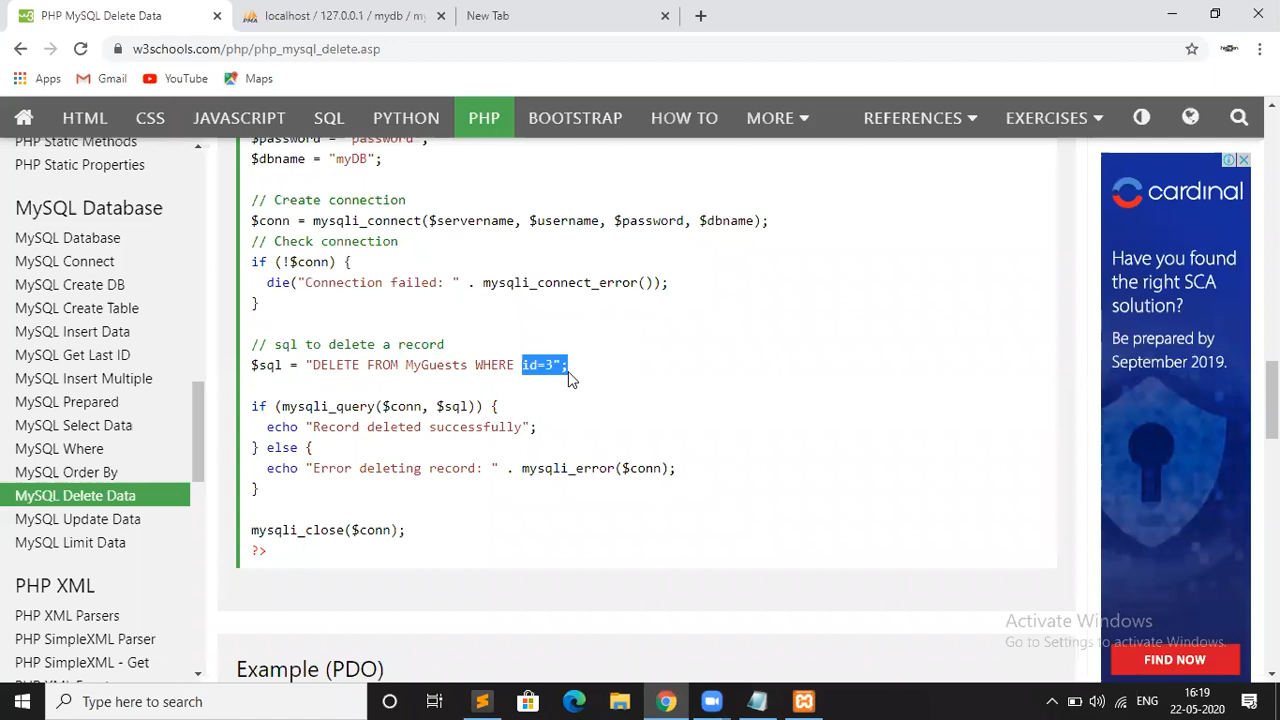 PHP MySQL Delete Data
localhost / 127.0.0.1 / mydb / my
New Tab
w3schools.com/php/php_mysql_delete.asp
Apps
Gmail
YouTube
Maps
HTML CSS JAVASCRIPT SQL PYTHON PHP BOOTSTRAP HOW TO MORE REFERENCES EXERCISES
PHP Static Methods
PHP Static Properties
MySQL Database
MySQL Database
MySQL Connect
MySQL Create DB
MySQL Create Table
MySQL Insert Data
MySQL Get Last ID
MySQL Insert Multiple
MySQL Prepared
MySQL Select Data
MySQL Where
MySQL Order By
MySQL Delete Data
MySQL Update Data
MySQL Limit Data
PHP XML
PHP XML Parsers
PHP SimpleXML Parser
PHP SimpleXML - Get
$password = "password";
$dbname = "myDB";
// Create connection
$conn = mysqli_connect($servername, $username, $password, $dbname);
// Check connection
if (!$conn) {
die("Connection failed: " . mysqli_connect_error());
}
// sql to delete a record
$sql = "DELETE FROM MyGuests WHERE id=3";
if (mysqli_query($conn, $sql)) {
echo "Record deleted successfully";
} else {
echo "Error deleting record: " . mysqli_error($conn);
}
mysqli_close($conn);
?>
Example (PDO)
cardinal
Have you found
the right SCA
solution?
Be prepared by
September 2019.
FIND NOW
Activate Windows
Go to Settings to activate Windows.
Type here to search
ENG
16:19
22-05-2020